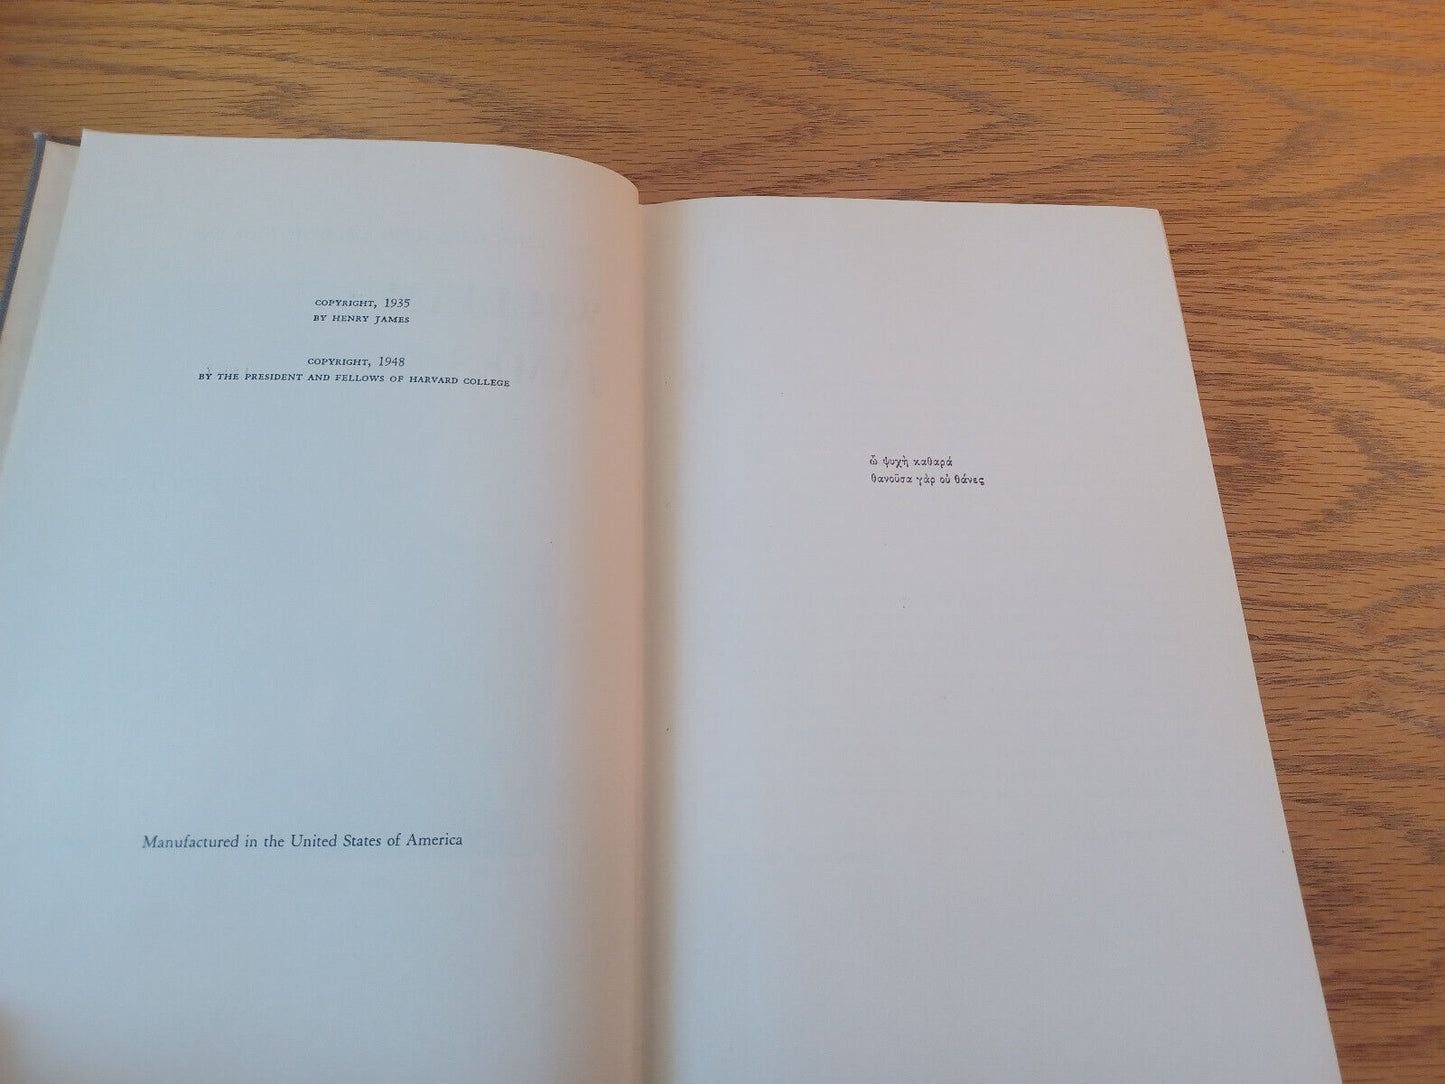 COPYRIGHT, 1935
BY HENRY JAMES
COPYRIGHT, 1948
BY THE PRESIDENT AND FELLOWS OF HARVARD COLLEGE
Manufactured in the United States of America
ὦ ψυχὴ καθαρά
θανοῦσα γὰρ οὐ θάνες